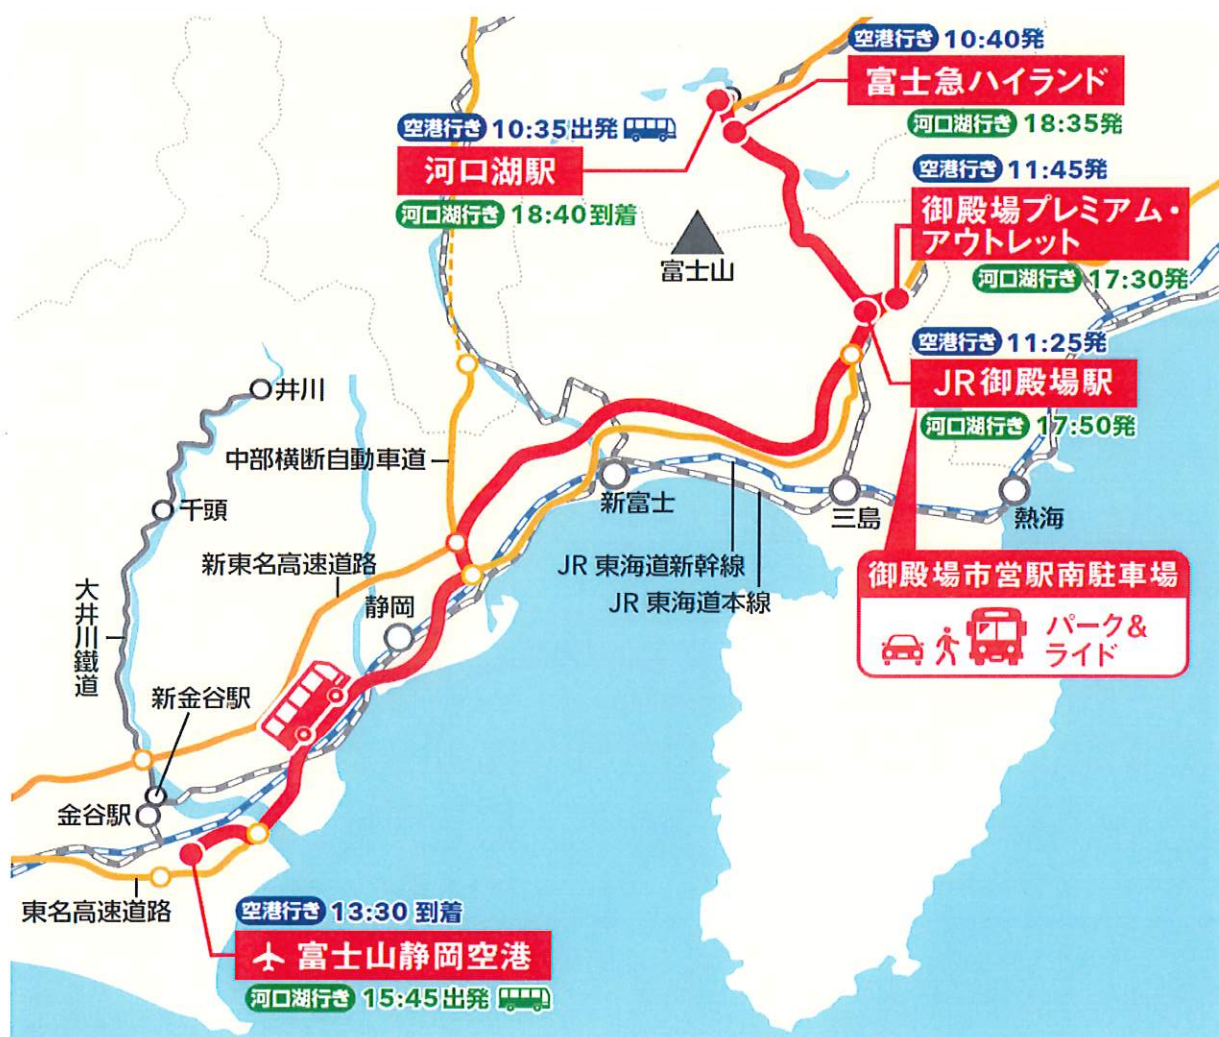 空港行き 10:40発
富士急ハイランド
河口湖行き 18:35発
空港行き 10:35出発
河口湖駅
河口湖行き 18:40到着
空港行き 11:45発
御殿場プレミアム・
アウトレット
河口湖行き 17:30発
富士山
空港行き 11:25発
JR御殿場駅
河口湖行き 17:50発
井川
中部横断自動車道
千頭
新富士
三島
熱海
新東名高速道路
JR 東海道新幹線
JR 東海道本線
御殿場市営駅南駐車場
パーク&
ライド
大井川鐵道
静岡
新金谷駅
金谷駅
東名高速道路
空港行き 13:30 到着
富士山静岡空港
河口湖行き 15:45出発